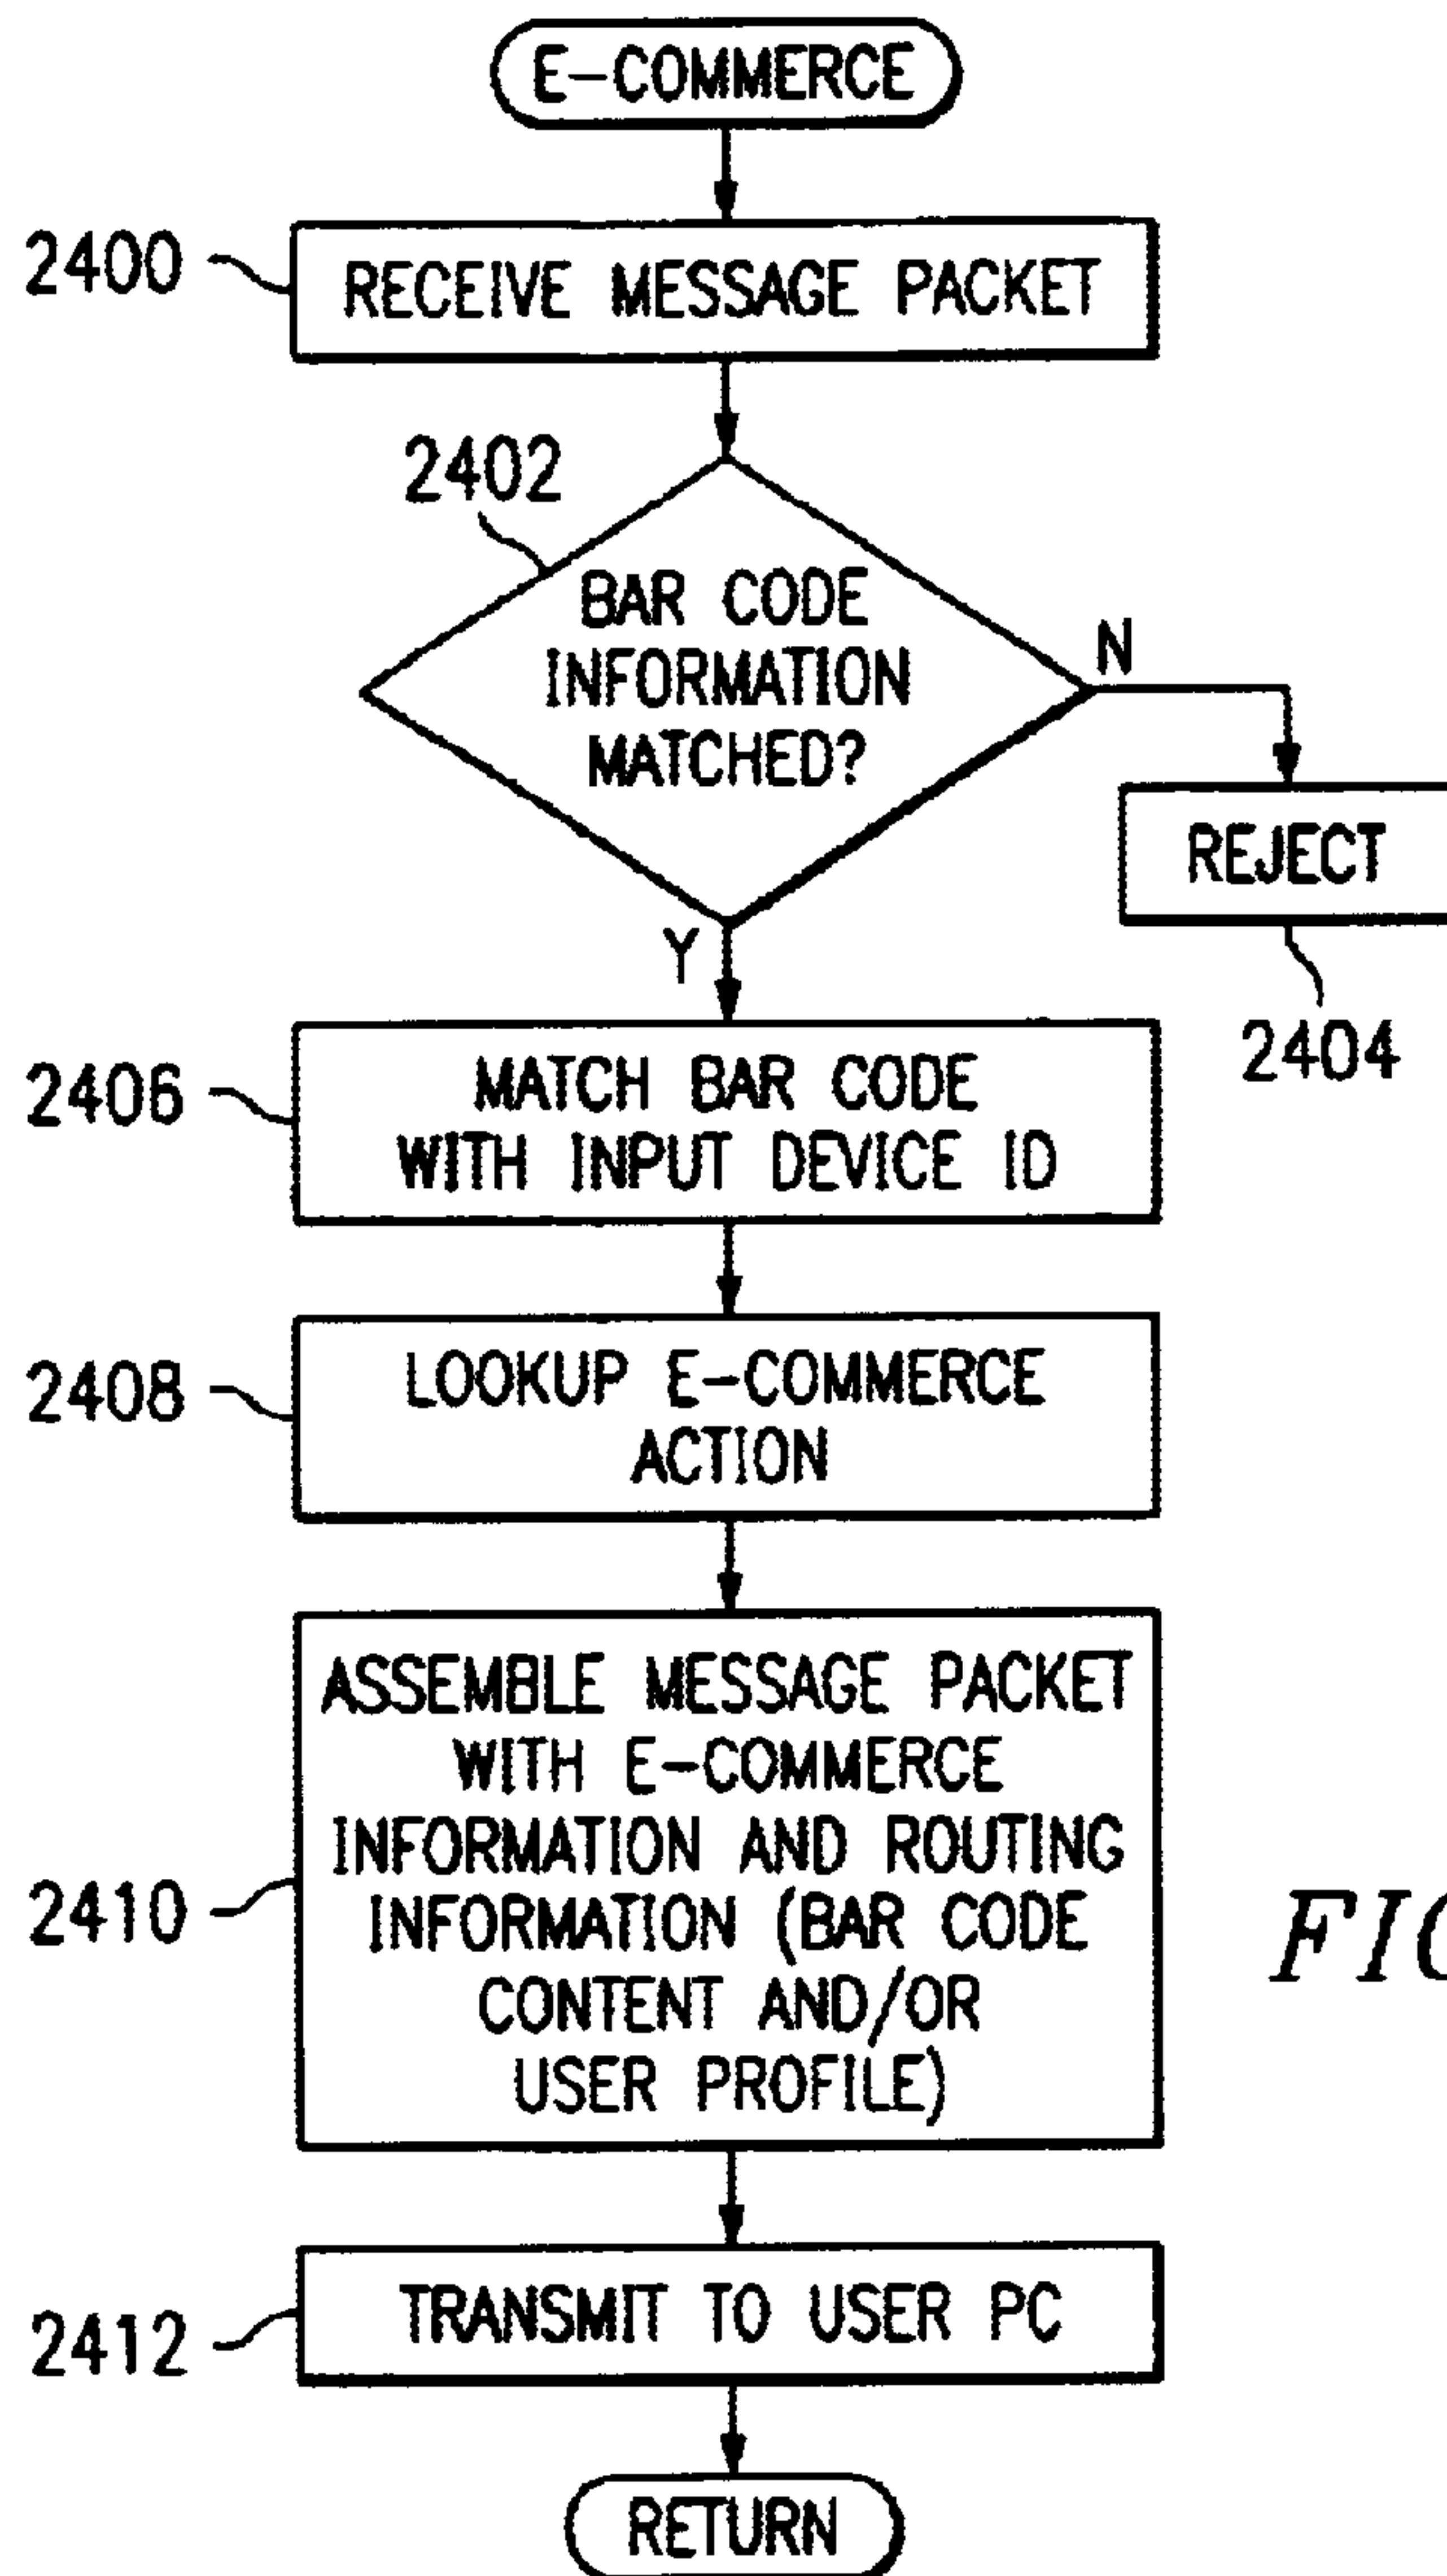 E-COMMERCE
2400
RECEIVE MESSAGE PACKET
2402
BAR CODE
INFORMATION
MATCHED?
N
REJECT
2404
Y
2406
MATCH BAR CODE
WITH INPUT DEVICE ID
2408
LOOKUP E-COMMERCE
ACTION
2410
ASSEMBLE MESSAGE PACKET
WITH E-COMMERCE
INFORMATION AND ROUTING
INFORMATION (BAR CODE
CONTENT AND/OR
USER PROFILE)
2412
TRANSMIT TO USER PC
RETURN